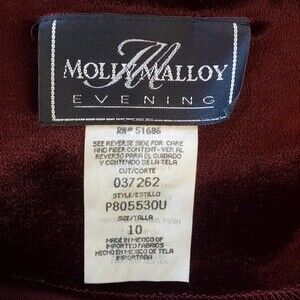 M
MOLLY MALLOY
EVENING
RN# 51686
SEE REVERSE SIDE FOR CARE
AND FIBER CONTENT • VER AL
REVERSO PARA EL CUIDADO
Y CONTENIDO DE LA TELA
CUT/CORTE
037262
STYLE/ESTILLO
P805530U
SIZE/TALLA
10
MADE IN MEXICO OF
IMPORTED FABRICS
HECHO EN MEXICO DE TELA